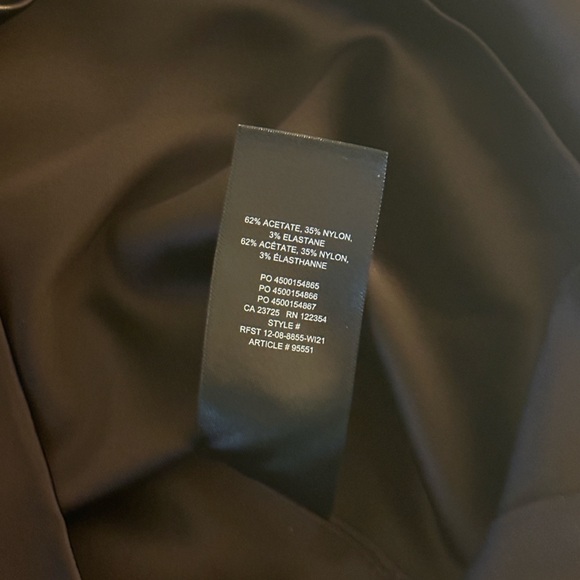 62% ACETATE, 35% NYLON,
3% ELASTANE
62% ACÉTATE, 35% NYLON,
3% ÉLASTHANNE
PO 4500154865
PO 4500154866
PO 4500154867
CA 23725 RN 122354
STYLE #
RFST 12-08-8855-WI21
ARTICLE # 95551